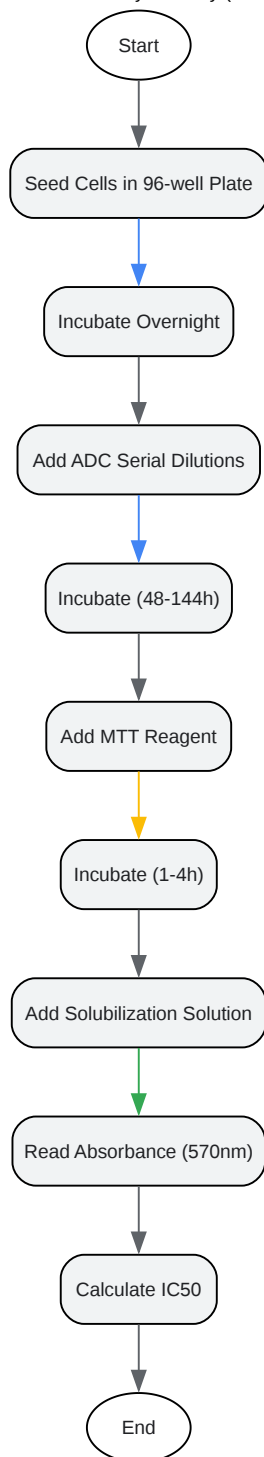 Start
Seed Cells in 96-well Plate
Incubate Overnight
Add ADC Serial Dilutions
Incubate (48-144h)
Add MTT Reagent
Incubate (1-4h)
Add Solubilization Solution
Read Absorbance (570nm)
Calculate IC50
End